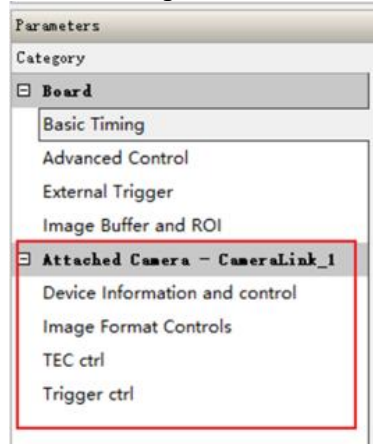 Parameters
Category
Board
Basic Timing
Advanced Control
External Trigger
Image Buffer and ROI
Attached Camera - CameraLink_1
Device Information and control
Image Format Controls
TEC ctrl
Trigger ctrl